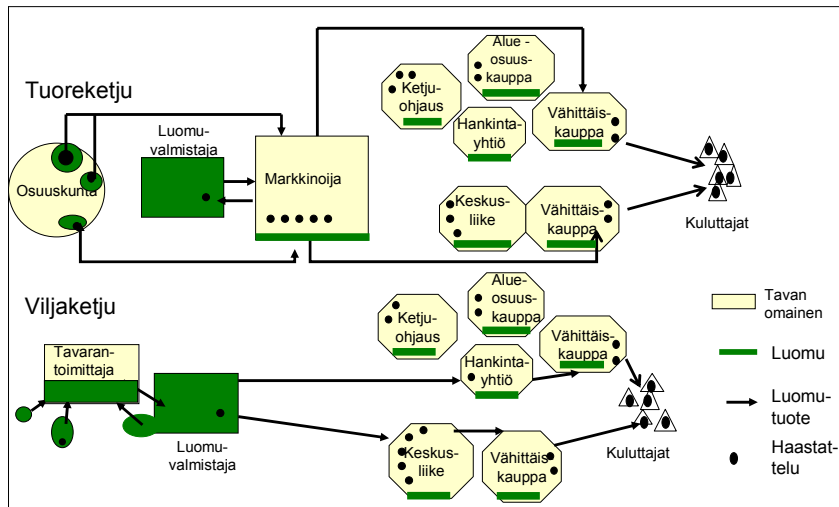 Tuoreketju
Osuuskunta
Luomu-
valmistaja
Markkinoija
Ketju-
ohjaus
Alue -
osuus-
kauppa
Hankinta-
yhtiö
Vähittäis-
kauppa
Keskus-
liike
Vähittäis-
kauppa
Kuluttajat
Viljaketju
Tavaran-
toimittaja
Luomu-
valmistaja
Ketju-
ohjaus
Alue-
osuus-
kauppa
Hankinta-
yhtiö
Vähittäis-
kauppa
Keskus-
liike
Vähittäis-
kauppa
Kuluttajat
Tavan
omainen
Luomu
Luomu-
tuote
Haastat-
telu